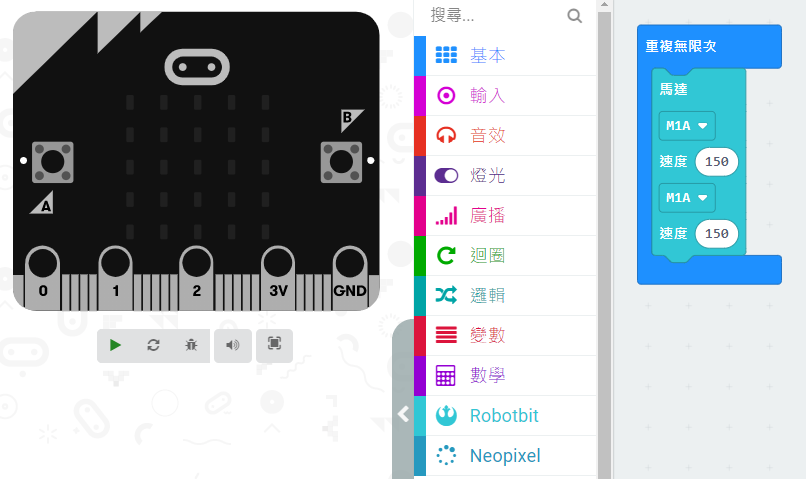 B
A
0 1 2 3V GND
搜尋...
基本
輸入
音效
燈光
廣播
迴圈
邏輯
變數
數學
Robotbit
Neopixel
重複無限次
馬達
M1A
速度 150
M1A
速度 150